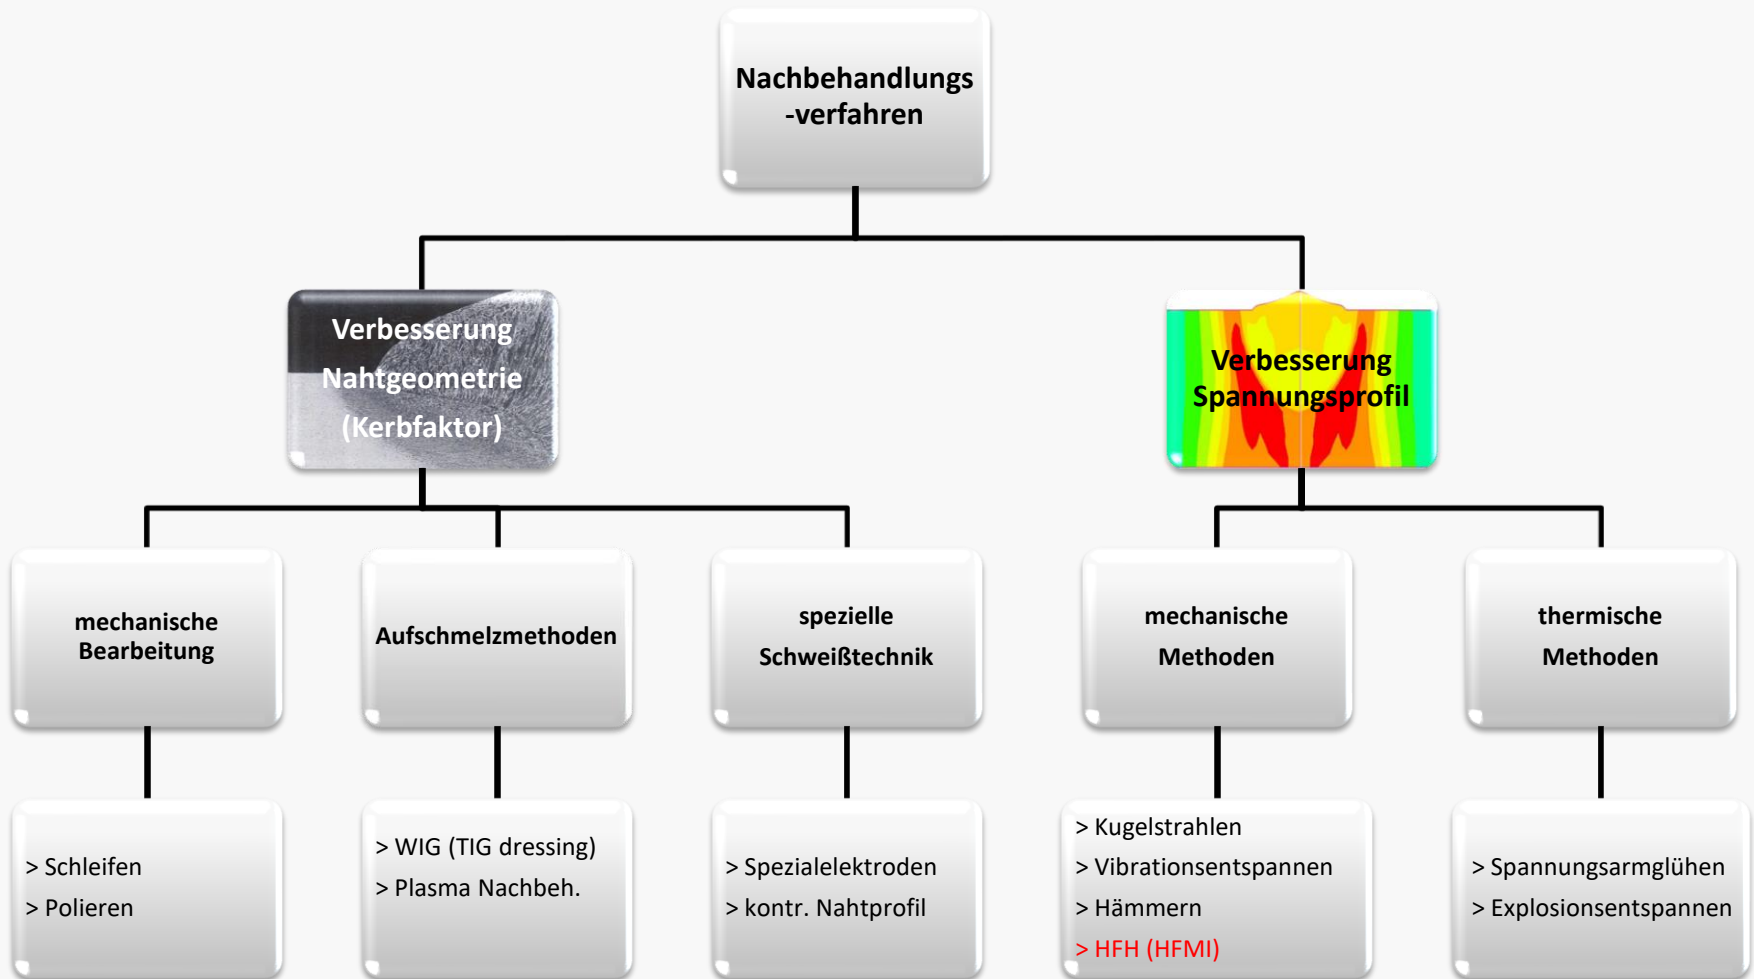 Nachbehandlungs
-verfahren
Verbesserung
Nahtgeometrie
(Kerbfaktor)
Verbesserung
Spannungsprofil
mechanische
Bearbeitung
Aufschmelzmethoden
spezielle
Schweißtechnik
mechanische
Methoden
thermische
Methoden
> Schleifen
> Polieren
> WIG (TIG dressing)
> Plasma Nachbeh.
> Spezialelektroden
> kontr. Nahtprofil
> Kugelstrahlen
> Vibrationsentspannen
> Hämmern
> HFH (HFMI)
> Spannungsarmglühen
> Explosionsentspannen